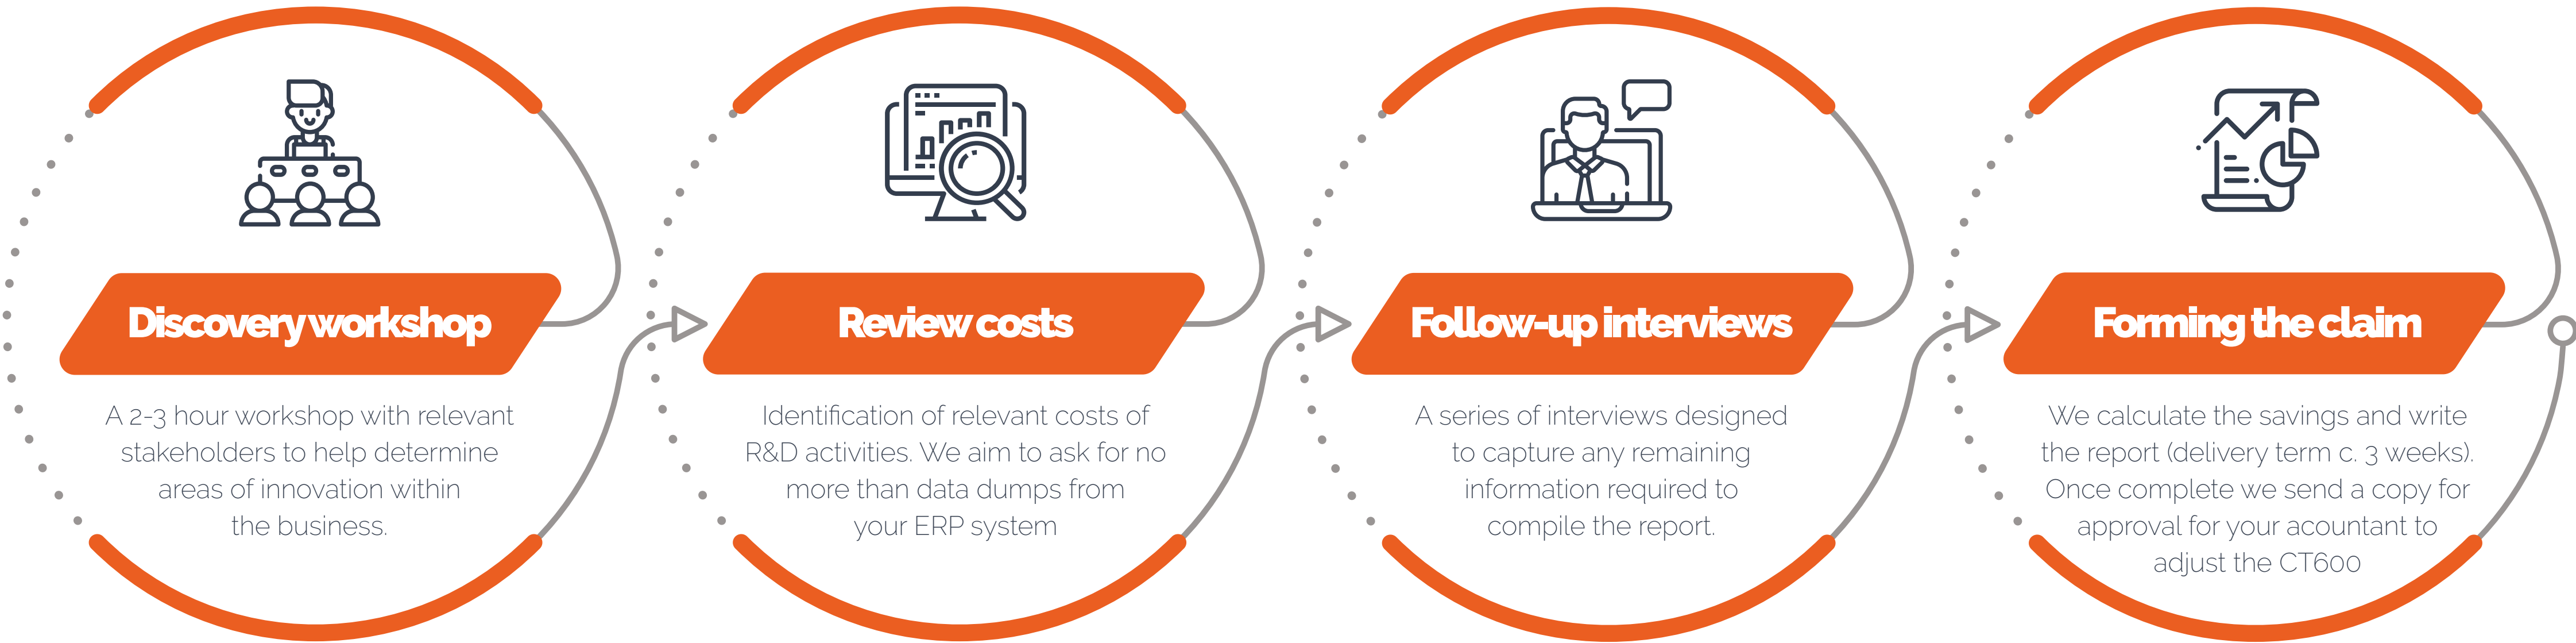 Discovery workshop
A 2-3 hour workshop with relevant
stakeholders to help determine
areas of innovation within
the business.
Review costs
Identification of relevant costs of
R&D activities. We aim to ask for no
more than data dumps from
your ERP system
Follow-up interviews
A series of interviews designed
to capture any remaining
information required to
compile the report.
Forming the claim
We calculate the savings and write
the report (delivery term c. 3 weeks).
Once complete we send a copy for
approval for your acountant to
adjust the CT600